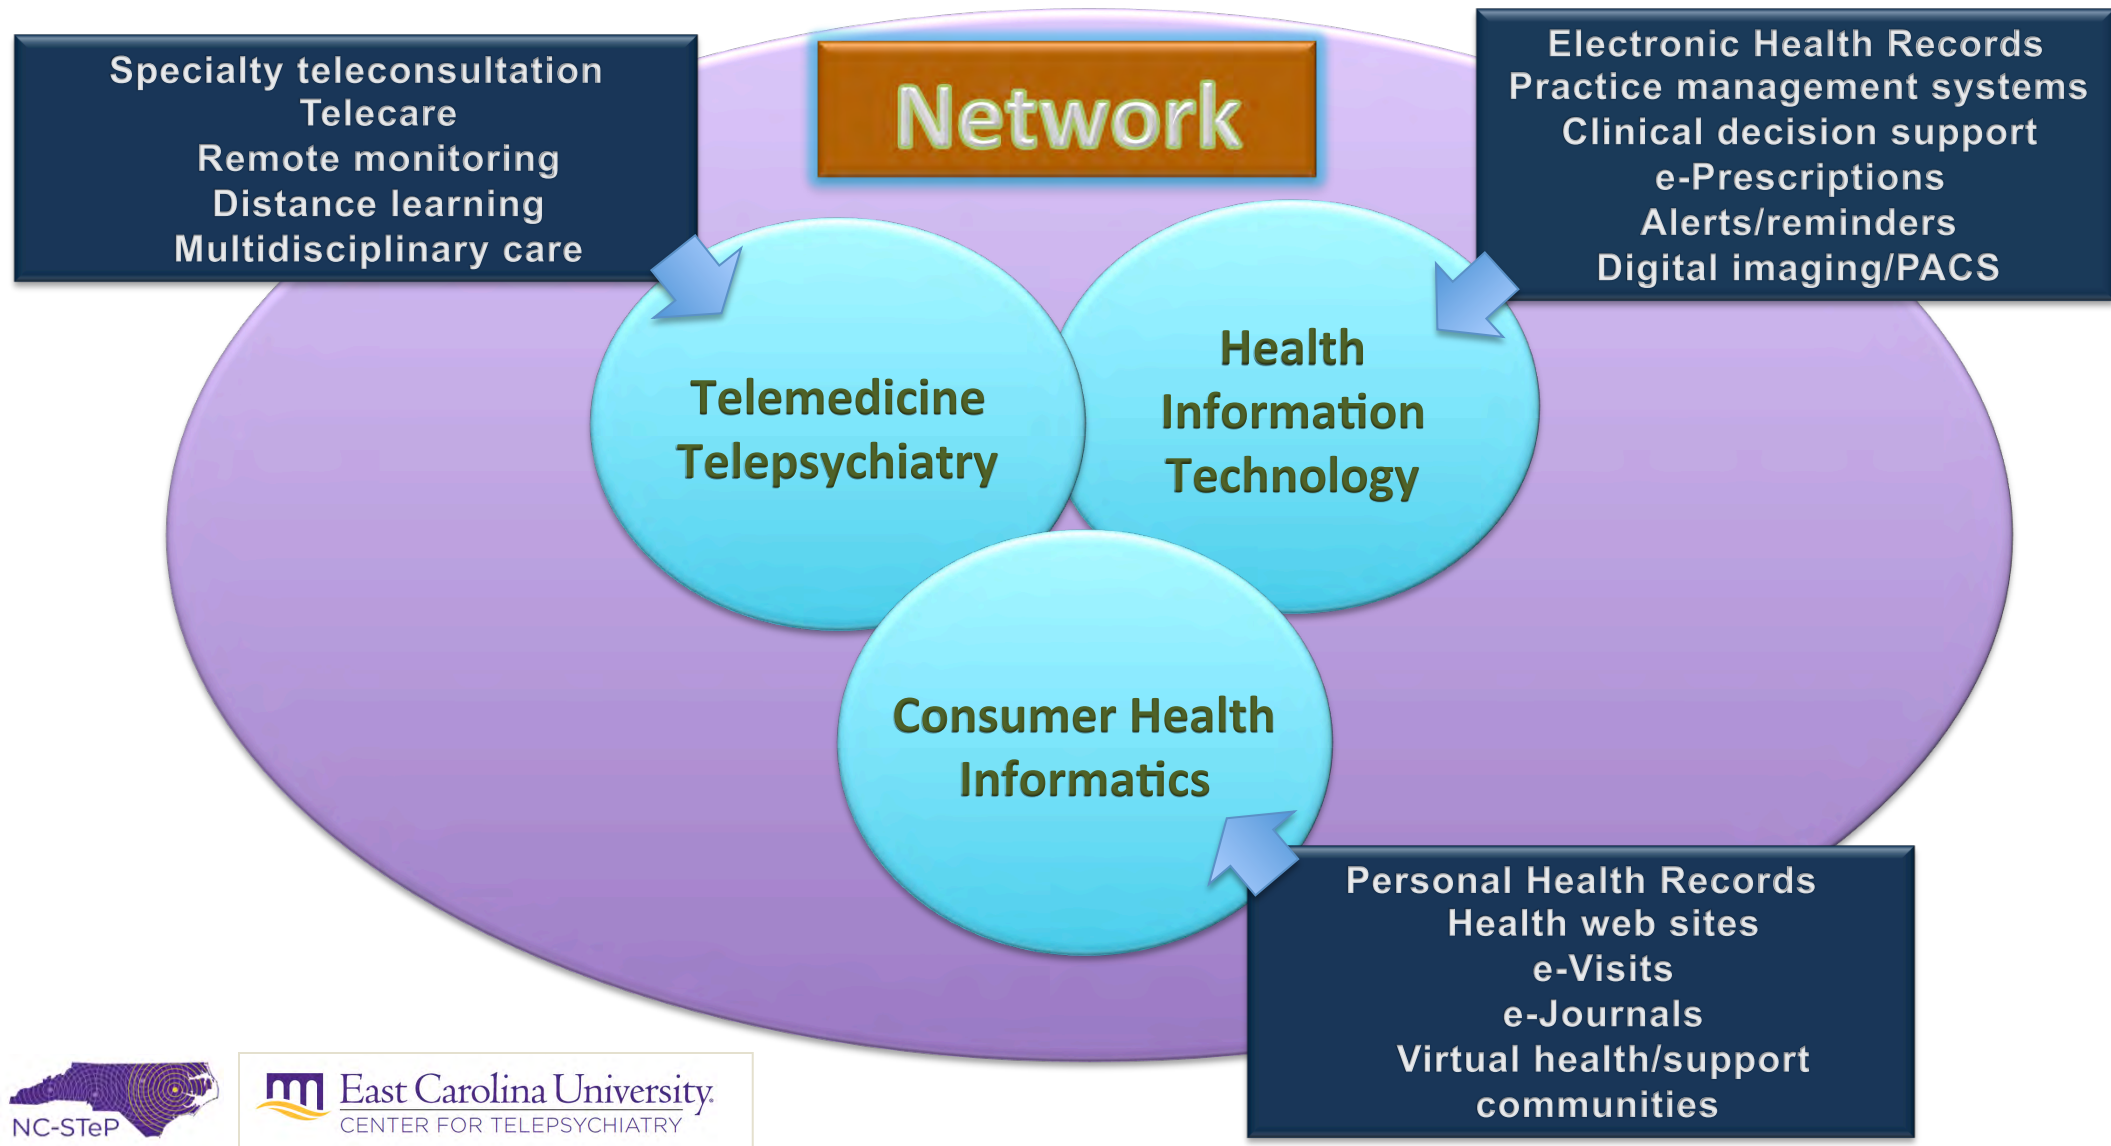 Specialty teleconsultation
Telecare
Remote monitoring
Distance learning
Multidisciplinary care
Network
Electronic Health Records
Practice management systems
Clinical decision support
e-Prescriptions
Alerts/reminders
Digital imaging/PACS
Telemedicine
Telepsychiatry
Health
Information
Technology
Consumer Health
Informatics
Personal Health Records
Health web sites
e-Visits
e-Journals
Virtual health/support
communities
NC-STeP
East Carolina University.
CENTER FOR TELEPSYCHIATRY